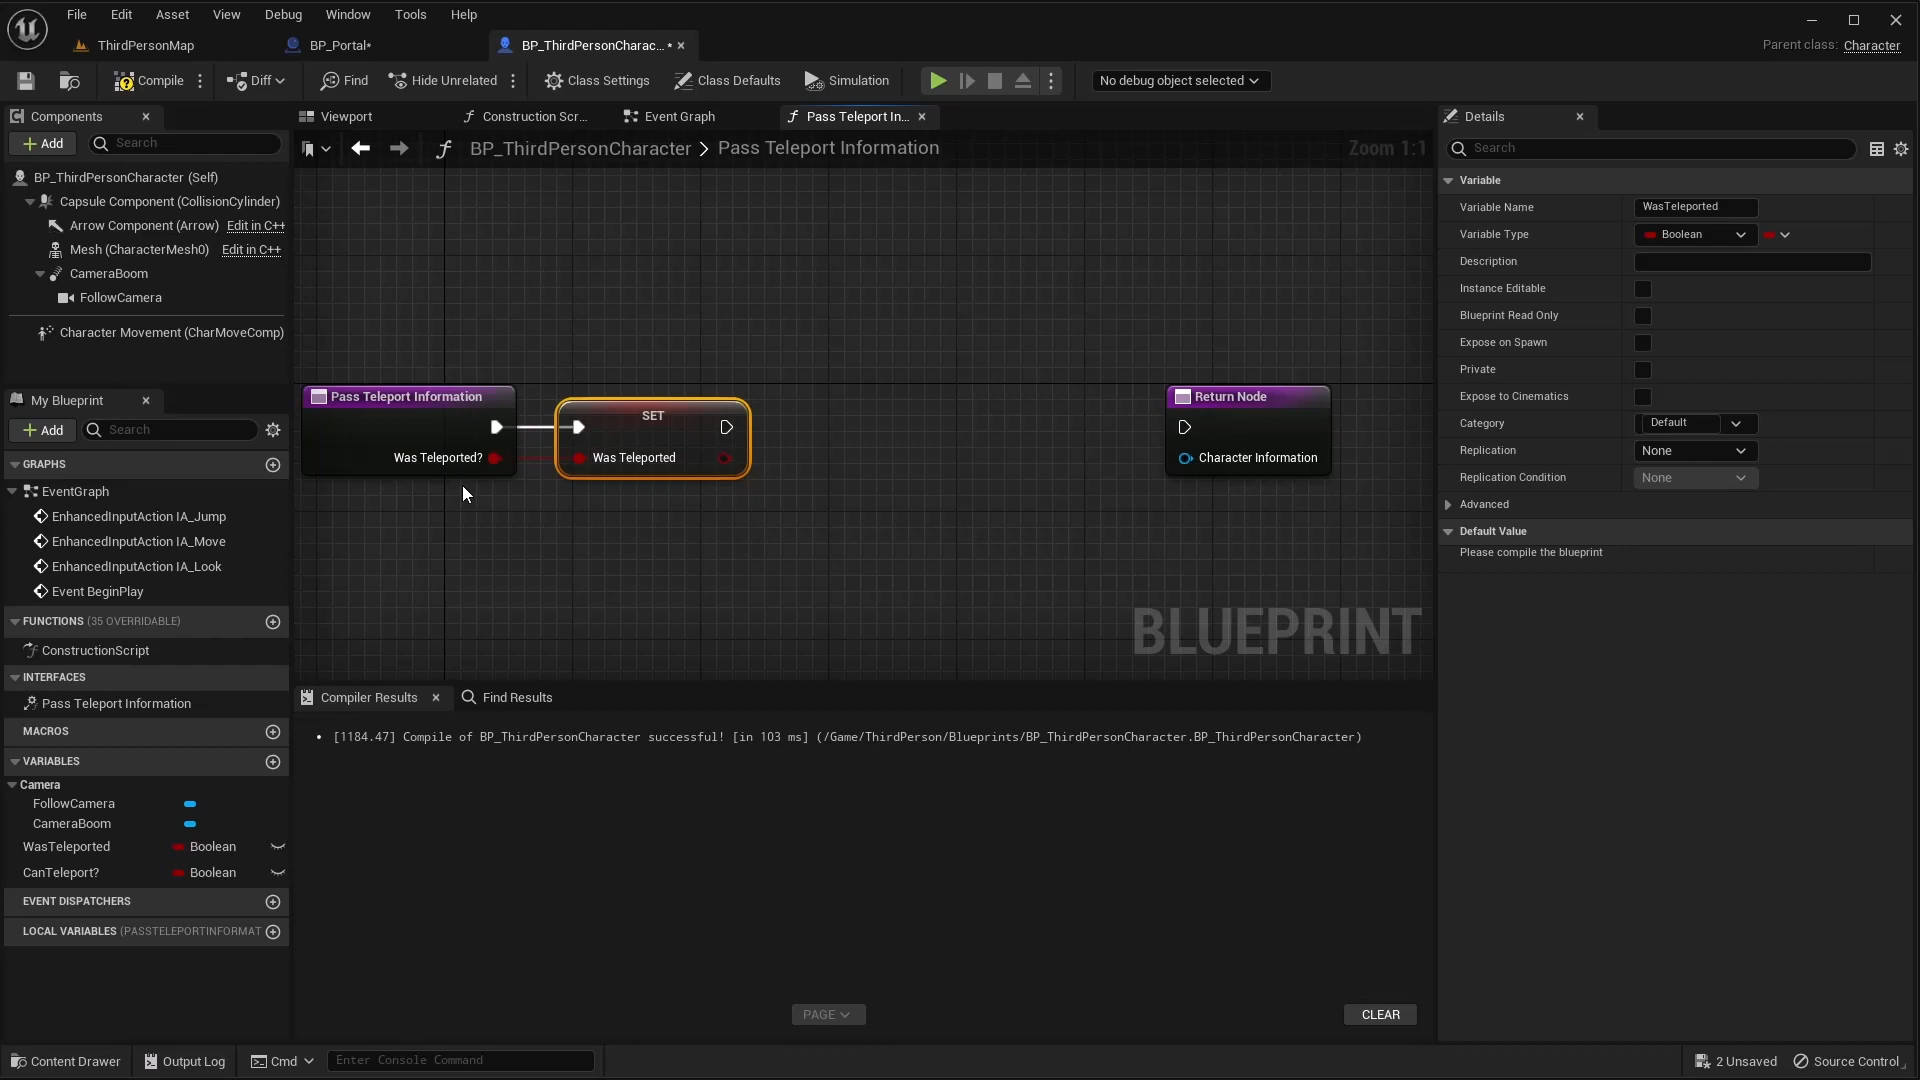 File Edit Asset View Debug Window Tools Help
ThirdPersonMap BP_Portal* BP_ThirdPersonCharac... *
Parent class: Character
Compile Diff Find Hide Unrelated Class Settings Class Defaults Simulation No debug object selected
Components
Add Search
BP_ThirdPersonCharacter (Self)
Capsule Component (CollisionCylinder)
Arrow Component (Arrow) Edit in C++
Mesh (CharacterMesh0) Edit in C++
CameraBoom
FollowCamera
Character Movement (CharMoveComp)
My Blueprint
Add Search
GRAPHS
EventGraph
EnhancedInputAction IA_Jump
EnhancedInputAction IA_Move
EnhancedInputAction IA_Look
Event BeginPlay
FUNCTIONS (35 OVERRIDABLE)
ConstructionScript
INTERFACES
Pass Teleport Information
MACROS
VARIABLES
Camera
FollowCamera
CameraBoom
WasTeleported Boolean
CanTeleport? Boolean
EVENT DISPATCHERS
LOCAL VARIABLES (PASSTELEPORTINFORMAT
Viewport Construction Scr... Event Graph Pass Teleport In...
BP_ThirdPersonCharacter > Pass Teleport Information Zoom 1:1
Pass Teleport Information
Was Teleported?
SET
Was Teleported
Return Node
Character Information
BLUEPRINT
Compiler Results Find Results
• [1184.47] Compile of BP_ThirdPersonCharacter successful! [in 103 ms] (/Game/ThirdPerson/Blueprints/BP_ThirdPersonCharacter.BP_ThirdPersonCharacter)
PAGE CLEAR
Details
Search
Variable
Variable Name WasTeleported
Variable Type Boolean
Description
Instance Editable
Blueprint Read Only
Expose on Spawn
Private
Expose to Cinematics
Category Default
Replication None
Replication Condition None
Advanced
Default Value
Please compile the blueprint
Content Drawer Output Log Cmd Enter Console Command 2 Unsaved Source Control